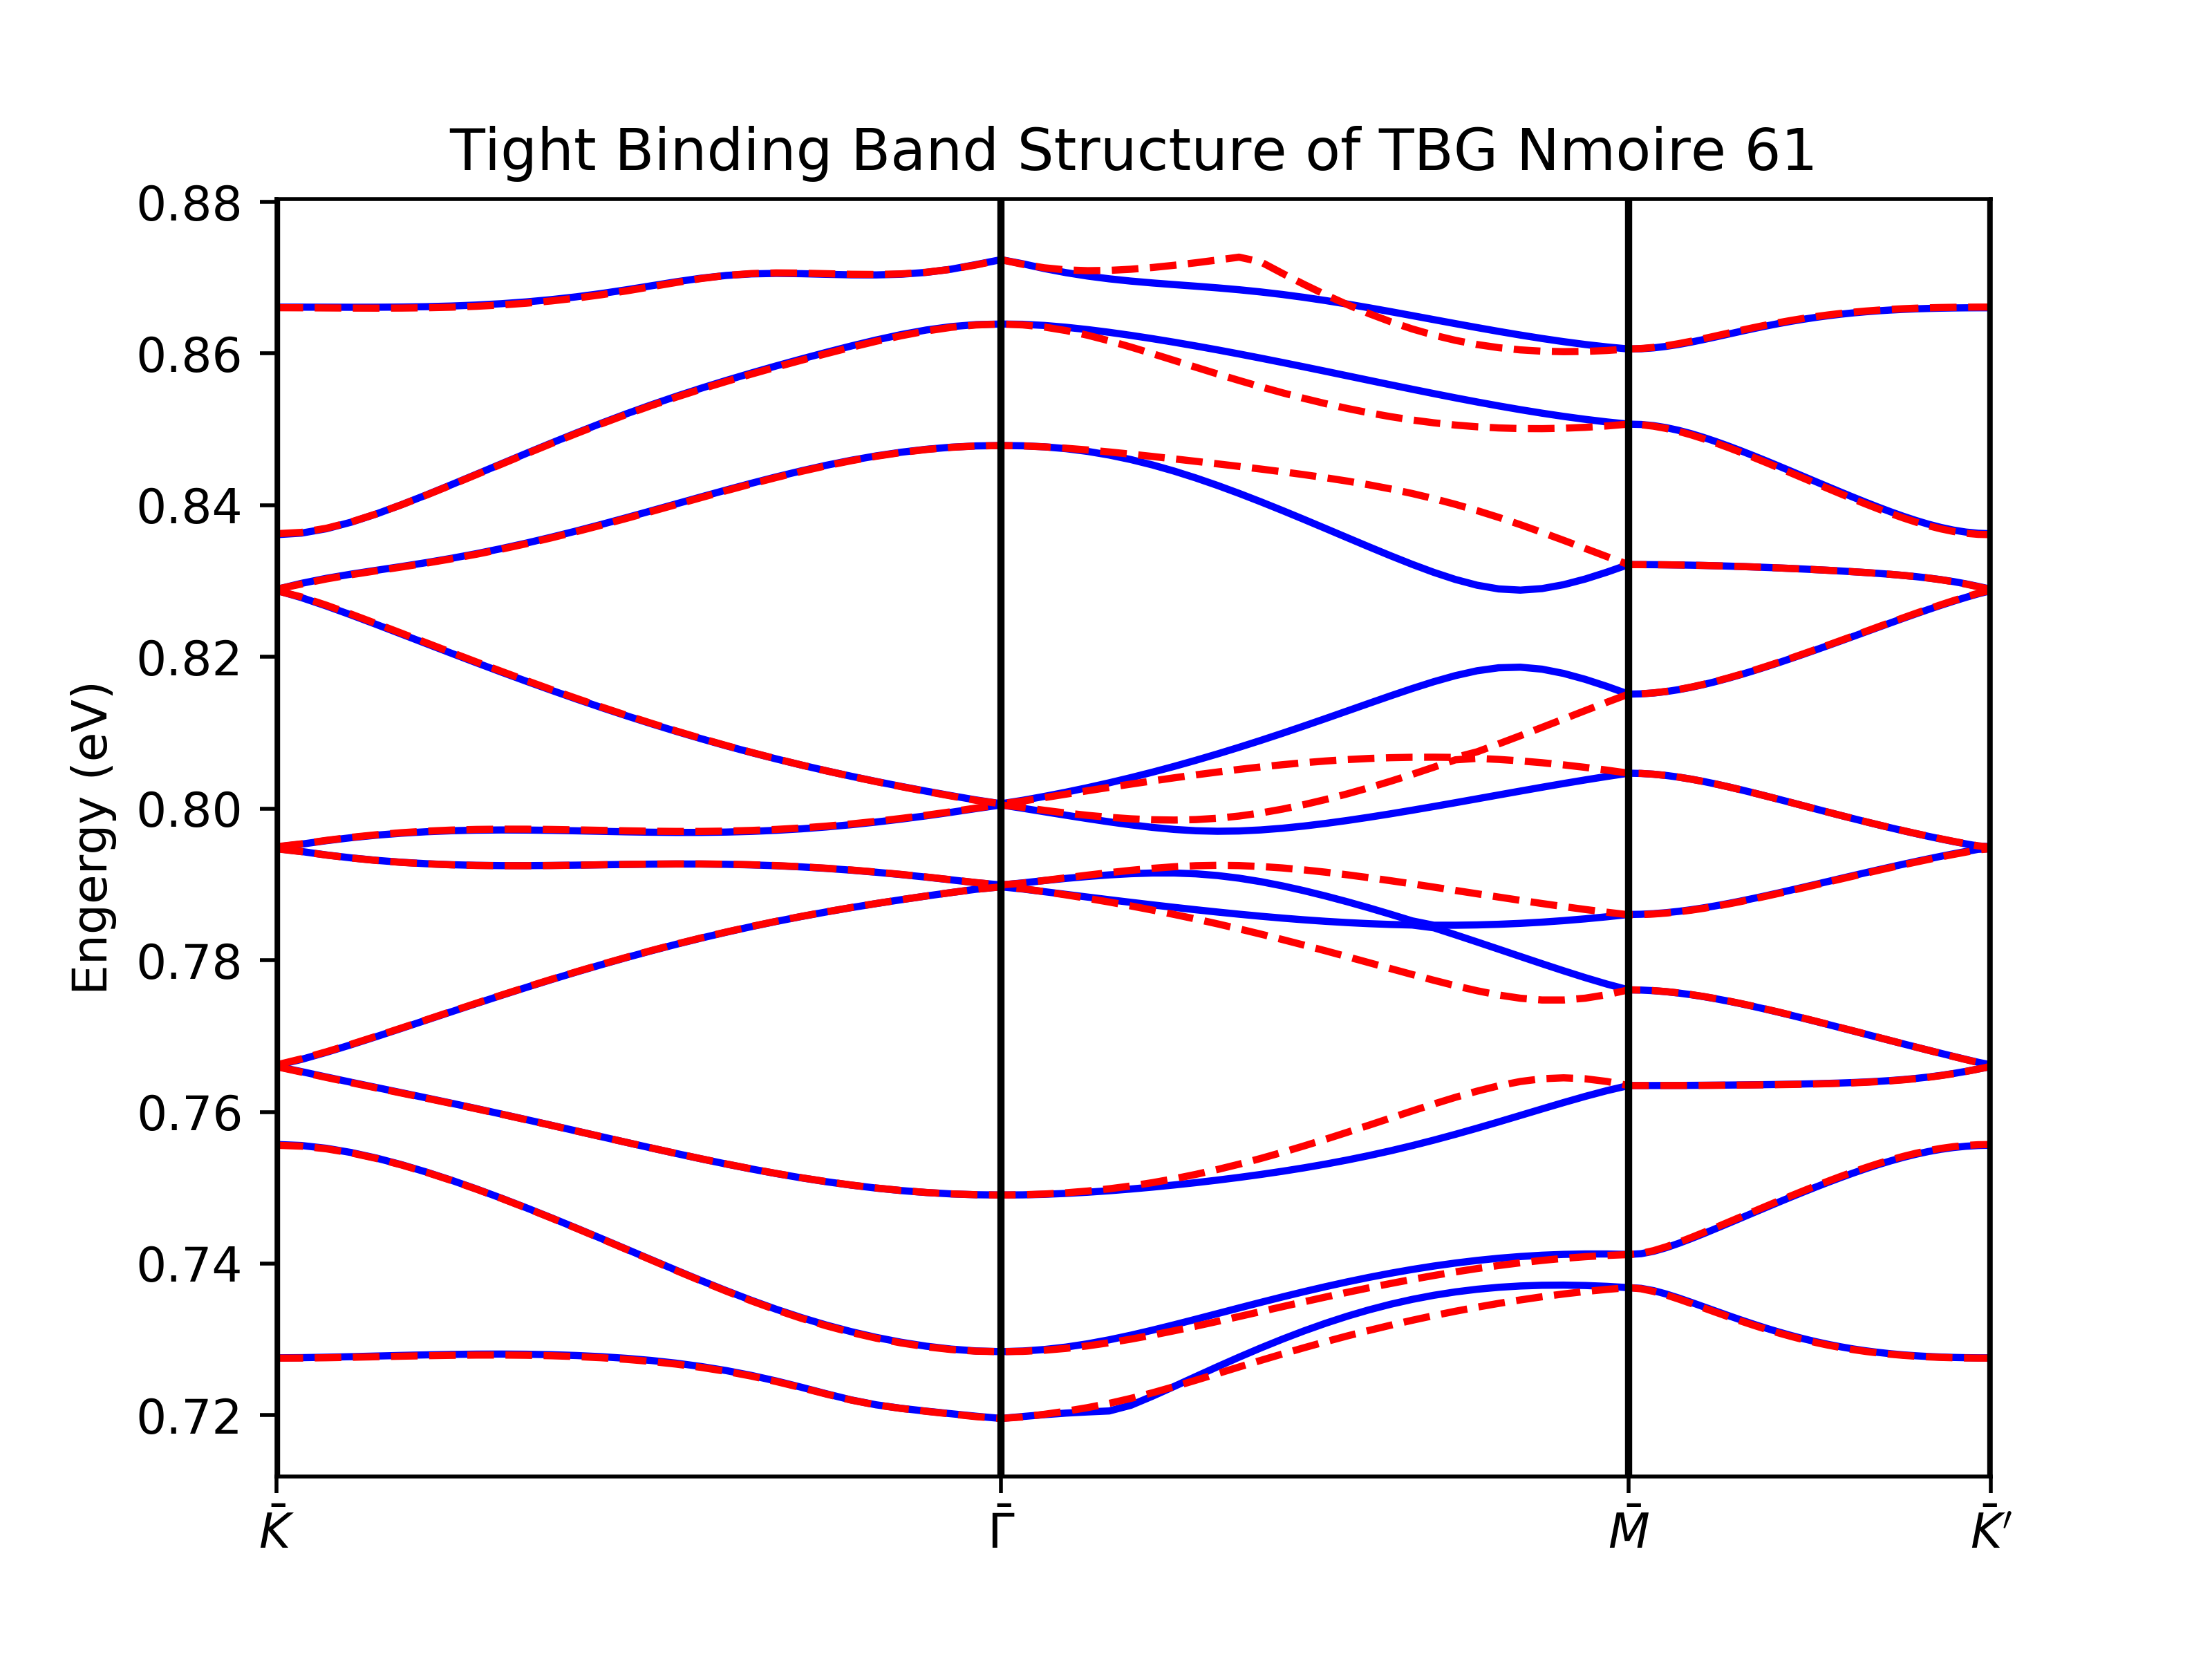 Tight Binding Band Structure of TBG Nmoire 61
0.88
0.86
0.84
0.82
0.80
0.78
0.76
0.74
0.72
Engergy (eV)
K̄
Γ̄
M̄
K̄′